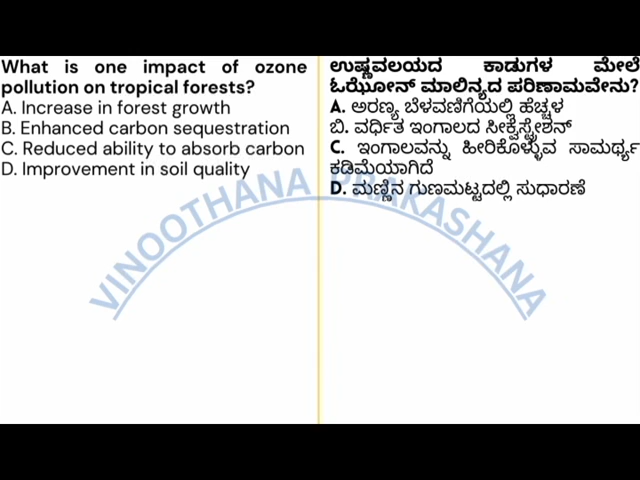 What is one impact of ozone
pollution on tropical forests?
A. Increase in forest growth
B. Enhanced carbon sequestration
C. Reduced ability to absorb carbon
D. Improvement in soil quality
ಉಷ್ಣವಲಯದ ಕಾಡುಗಳ ಮೇಲೆ
ಓಝೋನ್ ಮಾಲಿನ್ಯದ ಪರಿಣಾಮವೇನು?
A. ಅರಣ್ಯ ಬೆಳವಣಿಗೆಯಲ್ಲಿ ಹೆಚ್ಚಳ
ಬಿ. ವರ್ಧಿತ ಇಂಗಾಲದ ಸೀಕ್ವೆಸ್ಟ್ರೇಶನ್
C. ಇಂಗಾಲವನ್ನು ಹೀರಿಕೊಳ್ಳುವ ಸಾಮರ್ಥ್ಯ
ಕಡಿಮೆಯಾಗಿದೆ
D. ಮಣ್ಣಿನ ಗುಣಮಟ್ಟದಲ್ಲಿ ಸುಧಾರಣೆ
VINOOTHANA PRAKASHANA